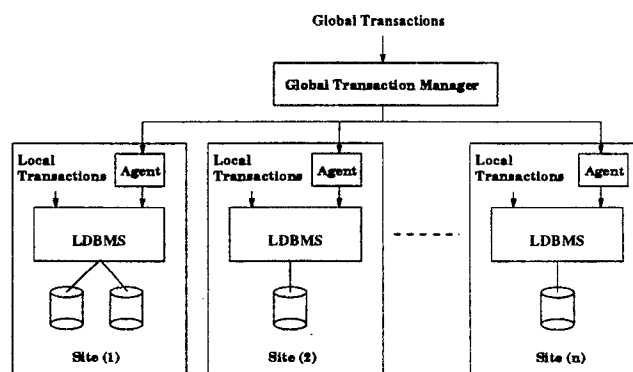 Global Transactions
Global Transaction Manager
Local
Transactions
Agent
LDBMS
Site (1)
Local
Transactions
Agent
LDBMS
Site (2)
Local
Transactions
Agent
LDBMS
Site (n)